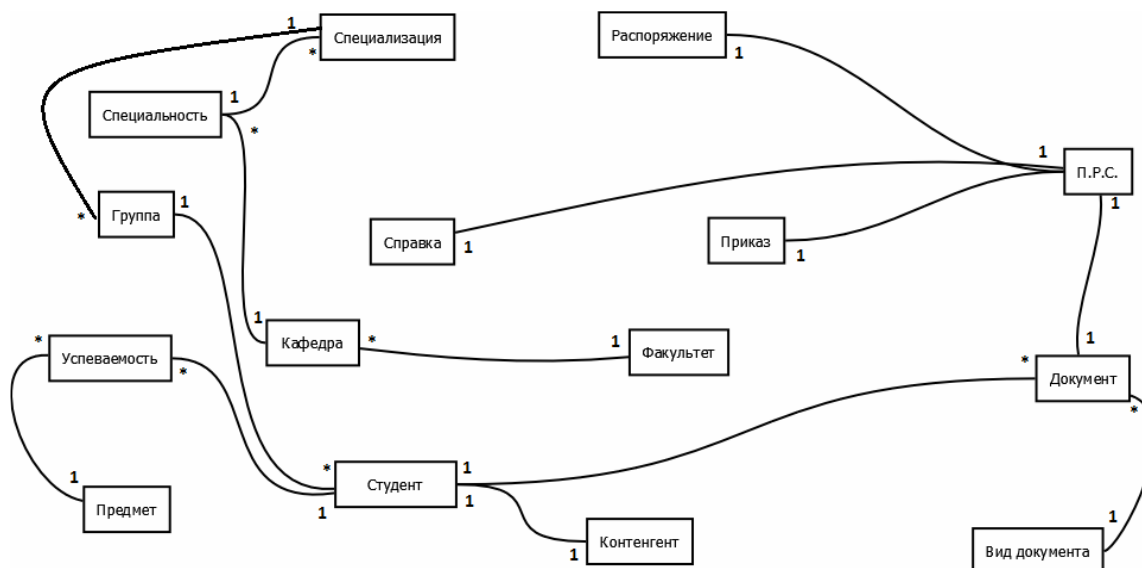 1
Специализация
*
Распоряжение
1
Специальность
1
*
1
П.Р.С.
1
*
Группа
1
Справка
1
Приказ
1
1
Кафедра
*
1
Факультет
1
*
Документ
*
*
Успеваемость
*
1
Предмет
*
Студент
1
1
1
1
Контенгент
1
Вид документа